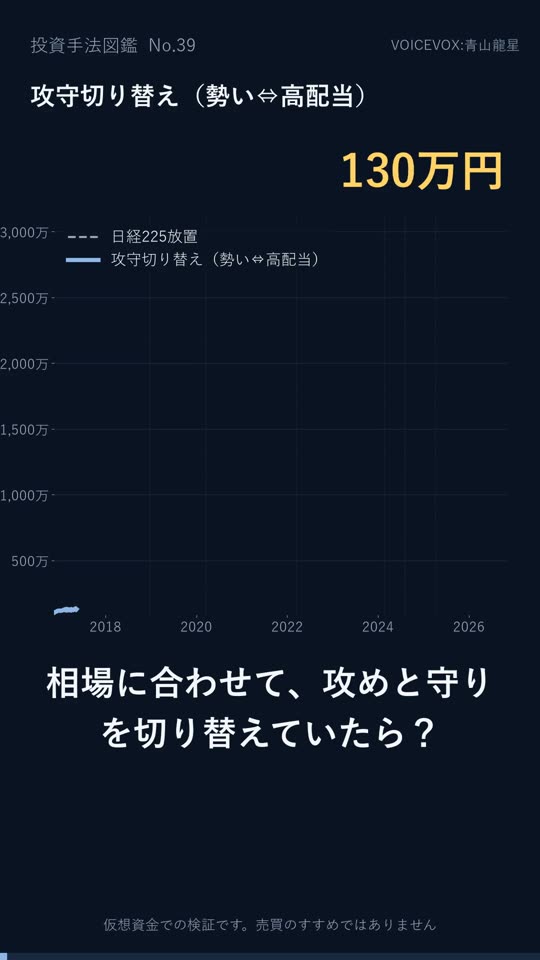 投資手法図鑑 No.39
VOICEVOX:青山龍星
攻守切り替え（勢い⇔高配当）
130万円
3,000万
日経225放置
攻守切り替え（勢い⇔高配当）
2,500万
2,000万
1,500万
1,000万
500万
2018 2020 2022 2024 2026
相場に合わせて、攻めと守り
を切り替えていたら？
仮想資金での検証です。売買のすすめではありません